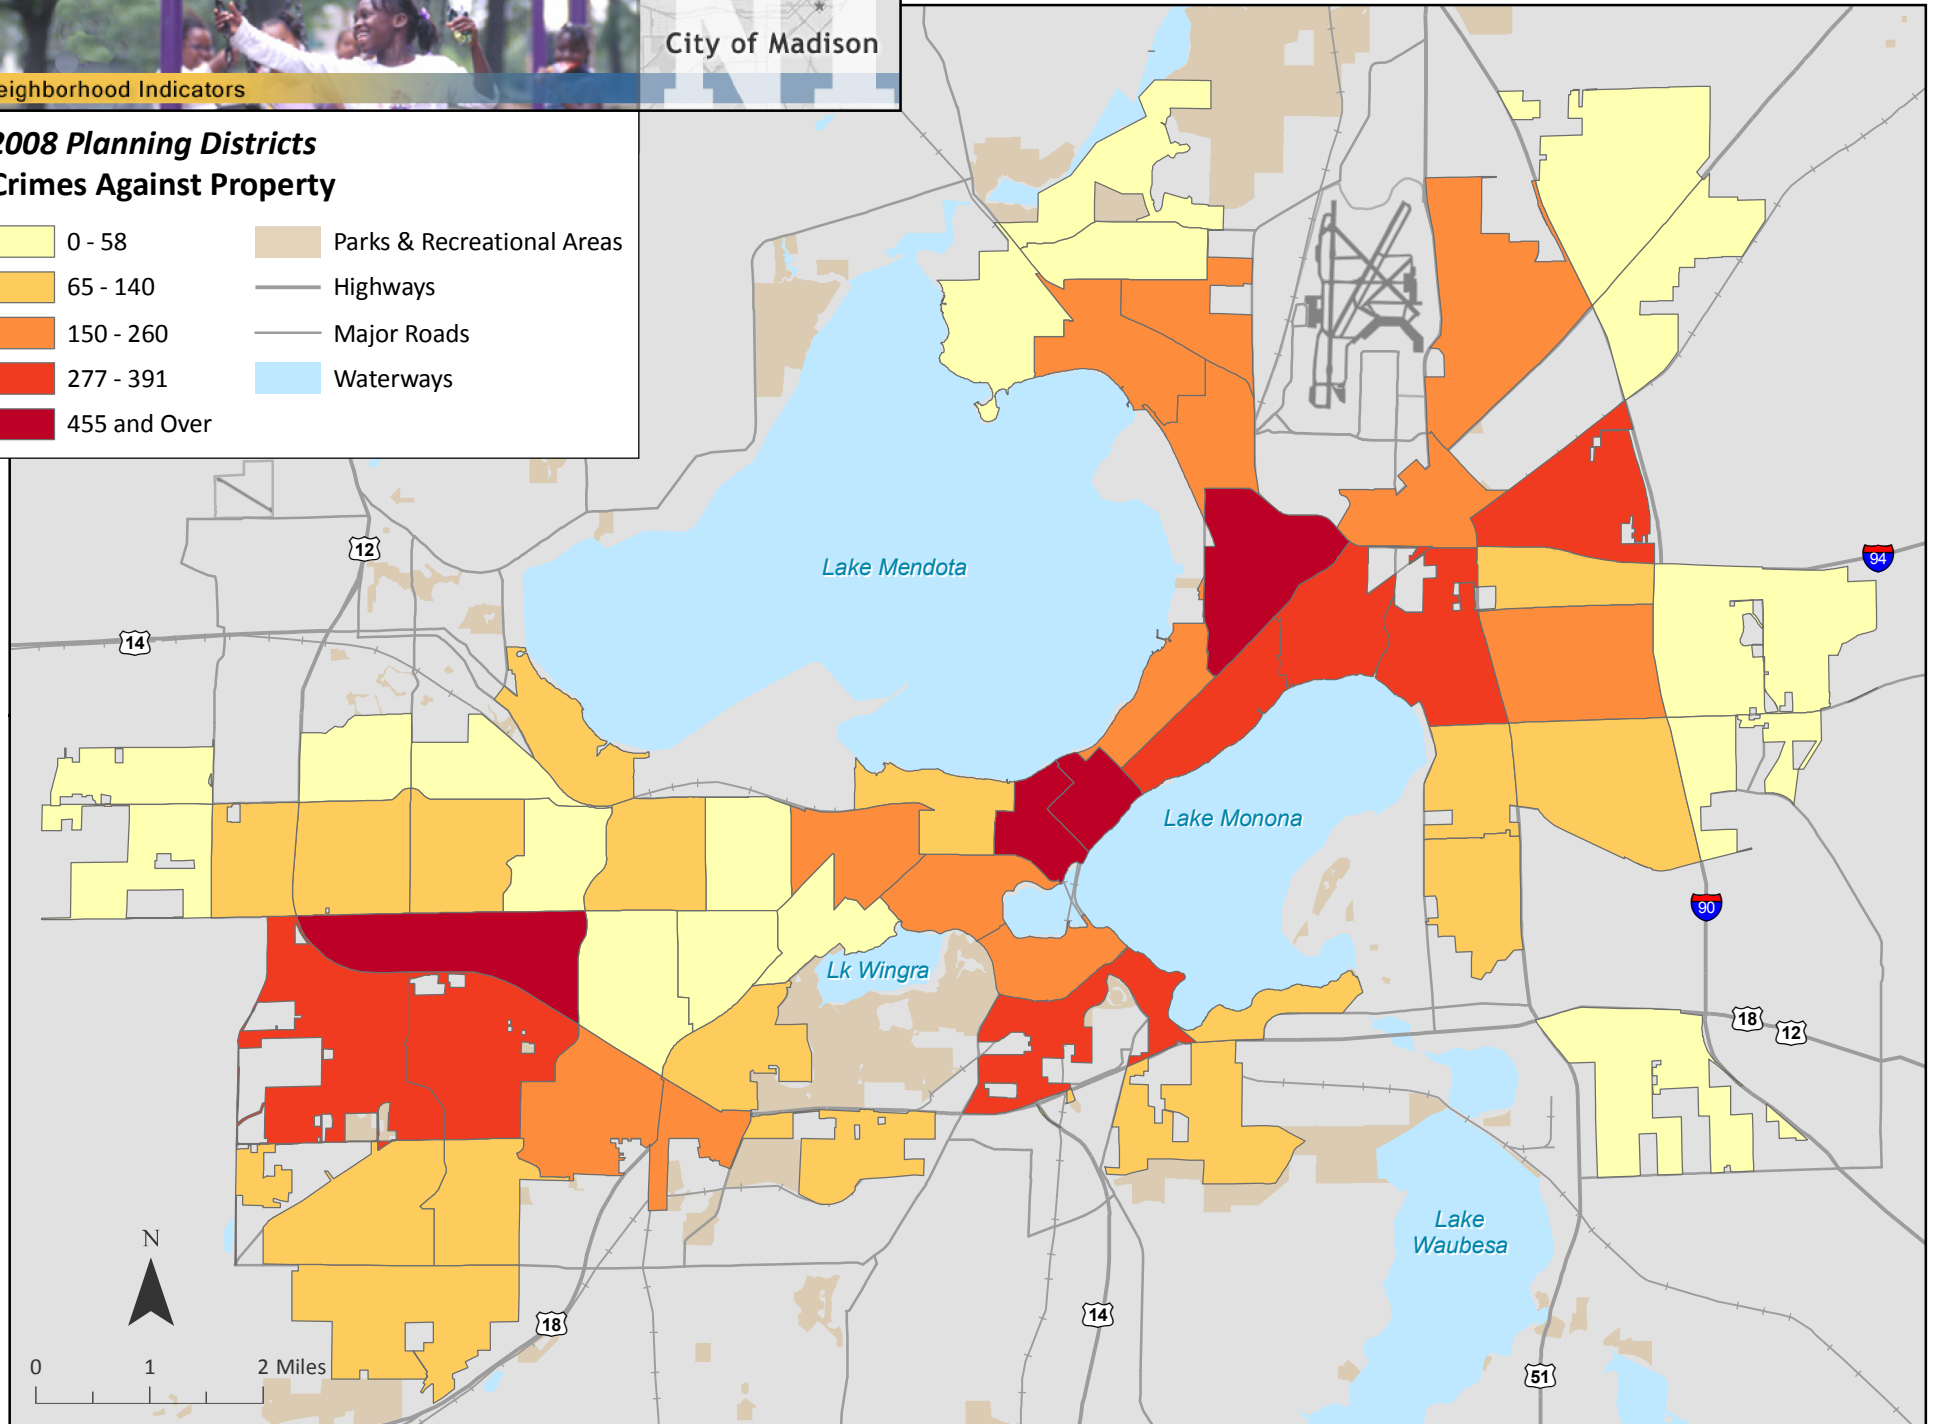 City of Madison
eighborhood Indicators
2008 Planning Districts
Crimes Against Property
0 - 58
Parks & Recreational Areas
65 - 140
Highways
150 - 260
Major Roads
277 - 391
Waterways
455 and Over
12
14
94
Lake Mendota
Lake Monona
90
Lk Wingra
18
12
Lake
Waubesa
N
18
14
51
0 1 2 Miles